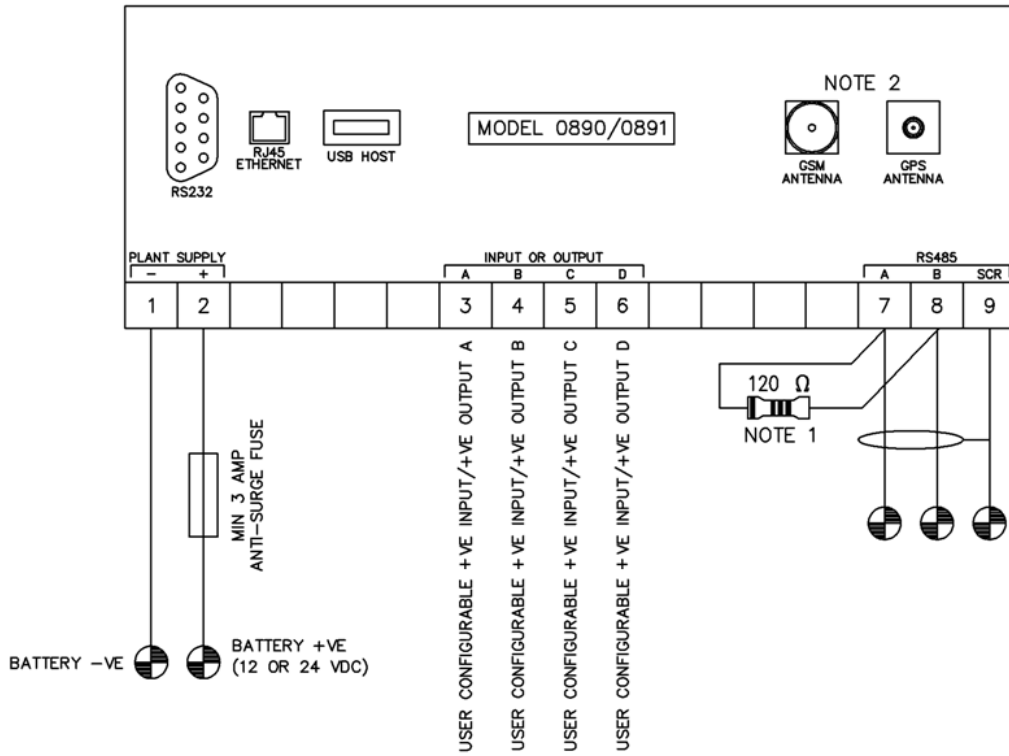 NOTE 2
MODEL 0890/0891
RS232
RJ45
ETHERNET
USB HOST
GSM
ANTENNA
GPS
ANTENNA
PLANT SUPPLY
- +
INPUT OR OUTPUT
A B C D
RS485
A B SCR
1 2 3 4 5 6 7 8 9
120 Ω
NOTE 1
MIN 3 AMP
ANTI-SURGE FUSE
BATTERY -VE
BATTERY +VE
(12 OR 24 VDC)
USER CONFIGURABLE +VE INPUT/+VE OUTPUT A
USER CONFIGURABLE +VE INPUT/+VE OUTPUT B
USER CONFIGURABLE +VE INPUT/+VE OUTPUT C
USER CONFIGURABLE +VE INPUT/+VE OUTPUT D